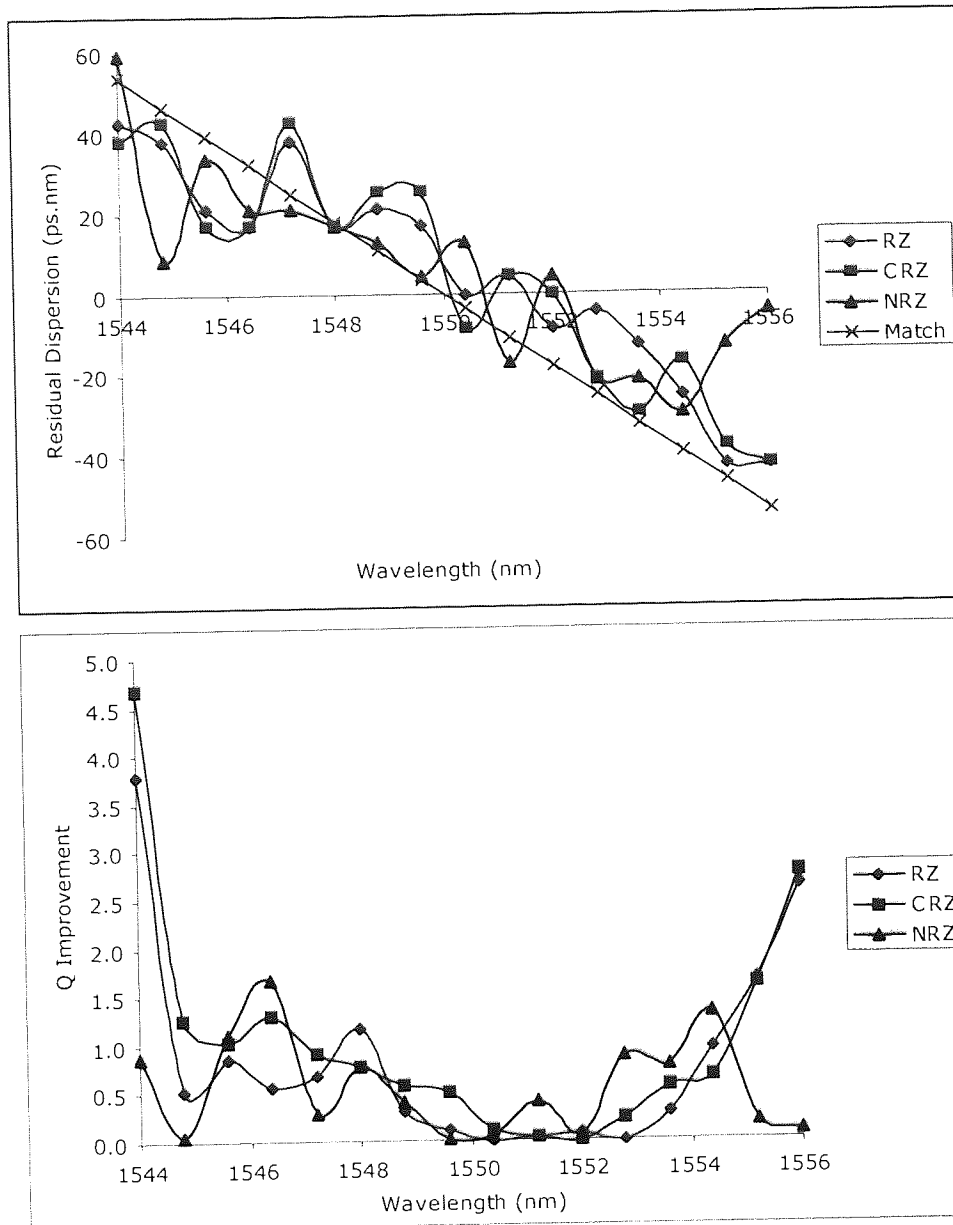 60
40
20
0
-20
-40
-60
Residual Dispersion (ps.nm)
1544 1546 1548 1550 1552 1554 1556
Wavelength (nm)
RZ
CRZ
NRZ
Match
5.0
4.5
4.0
3.5
3.0
2.5
2.0
1.5
1.0
0.5
0.0
Q Improvement
1544 1546 1548 1550 1552 1554 1556
Wavelength (nm)
RZ
CRZ
NRZ